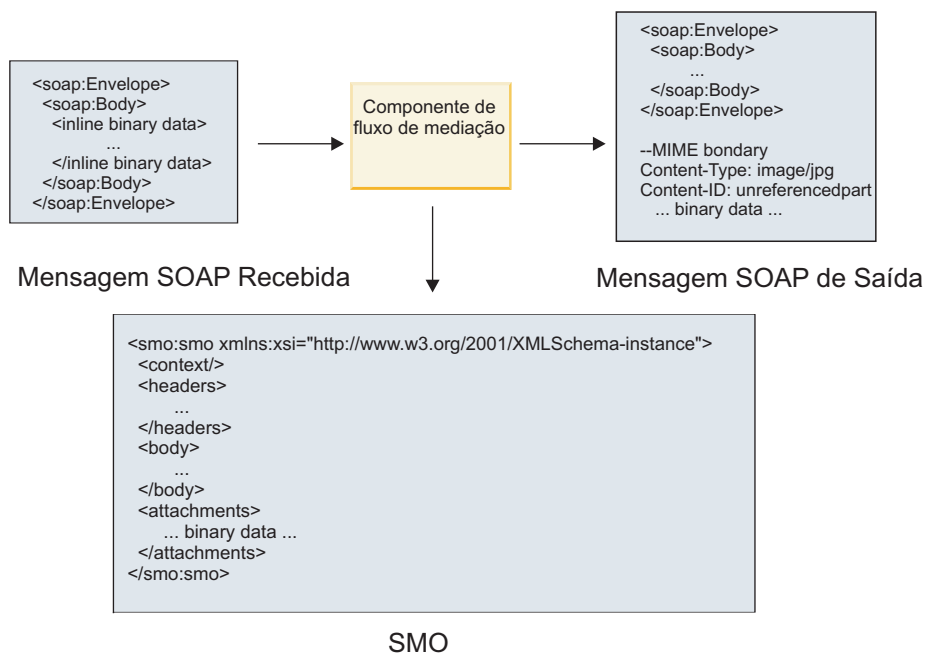 <soap:Envelope>
<soap:Body>
<inline binary data>
...
</inline binary data>
</soap:Body>
</soap:Envelope>
Mensagem SOAP Recebida
Componente de
fluxo de mediação
<soap:Envelope>
<soap:Body>
...
</soap:Body>
</soap:Envelope>
--MIME bondary
Content-Type: image/jpg
Content-ID: unreferencedpart
... binary data ...
Mensagem SOAP de Saída
<smo:smo xmlns:xsi="http://www.w3.org/2001/XMLSchema-instance">
<context/>
<headers>
...
</headers>
<body>
...
</body>
<attachments>
... binary data ...
</attachments>
</smo:smo>
SMO